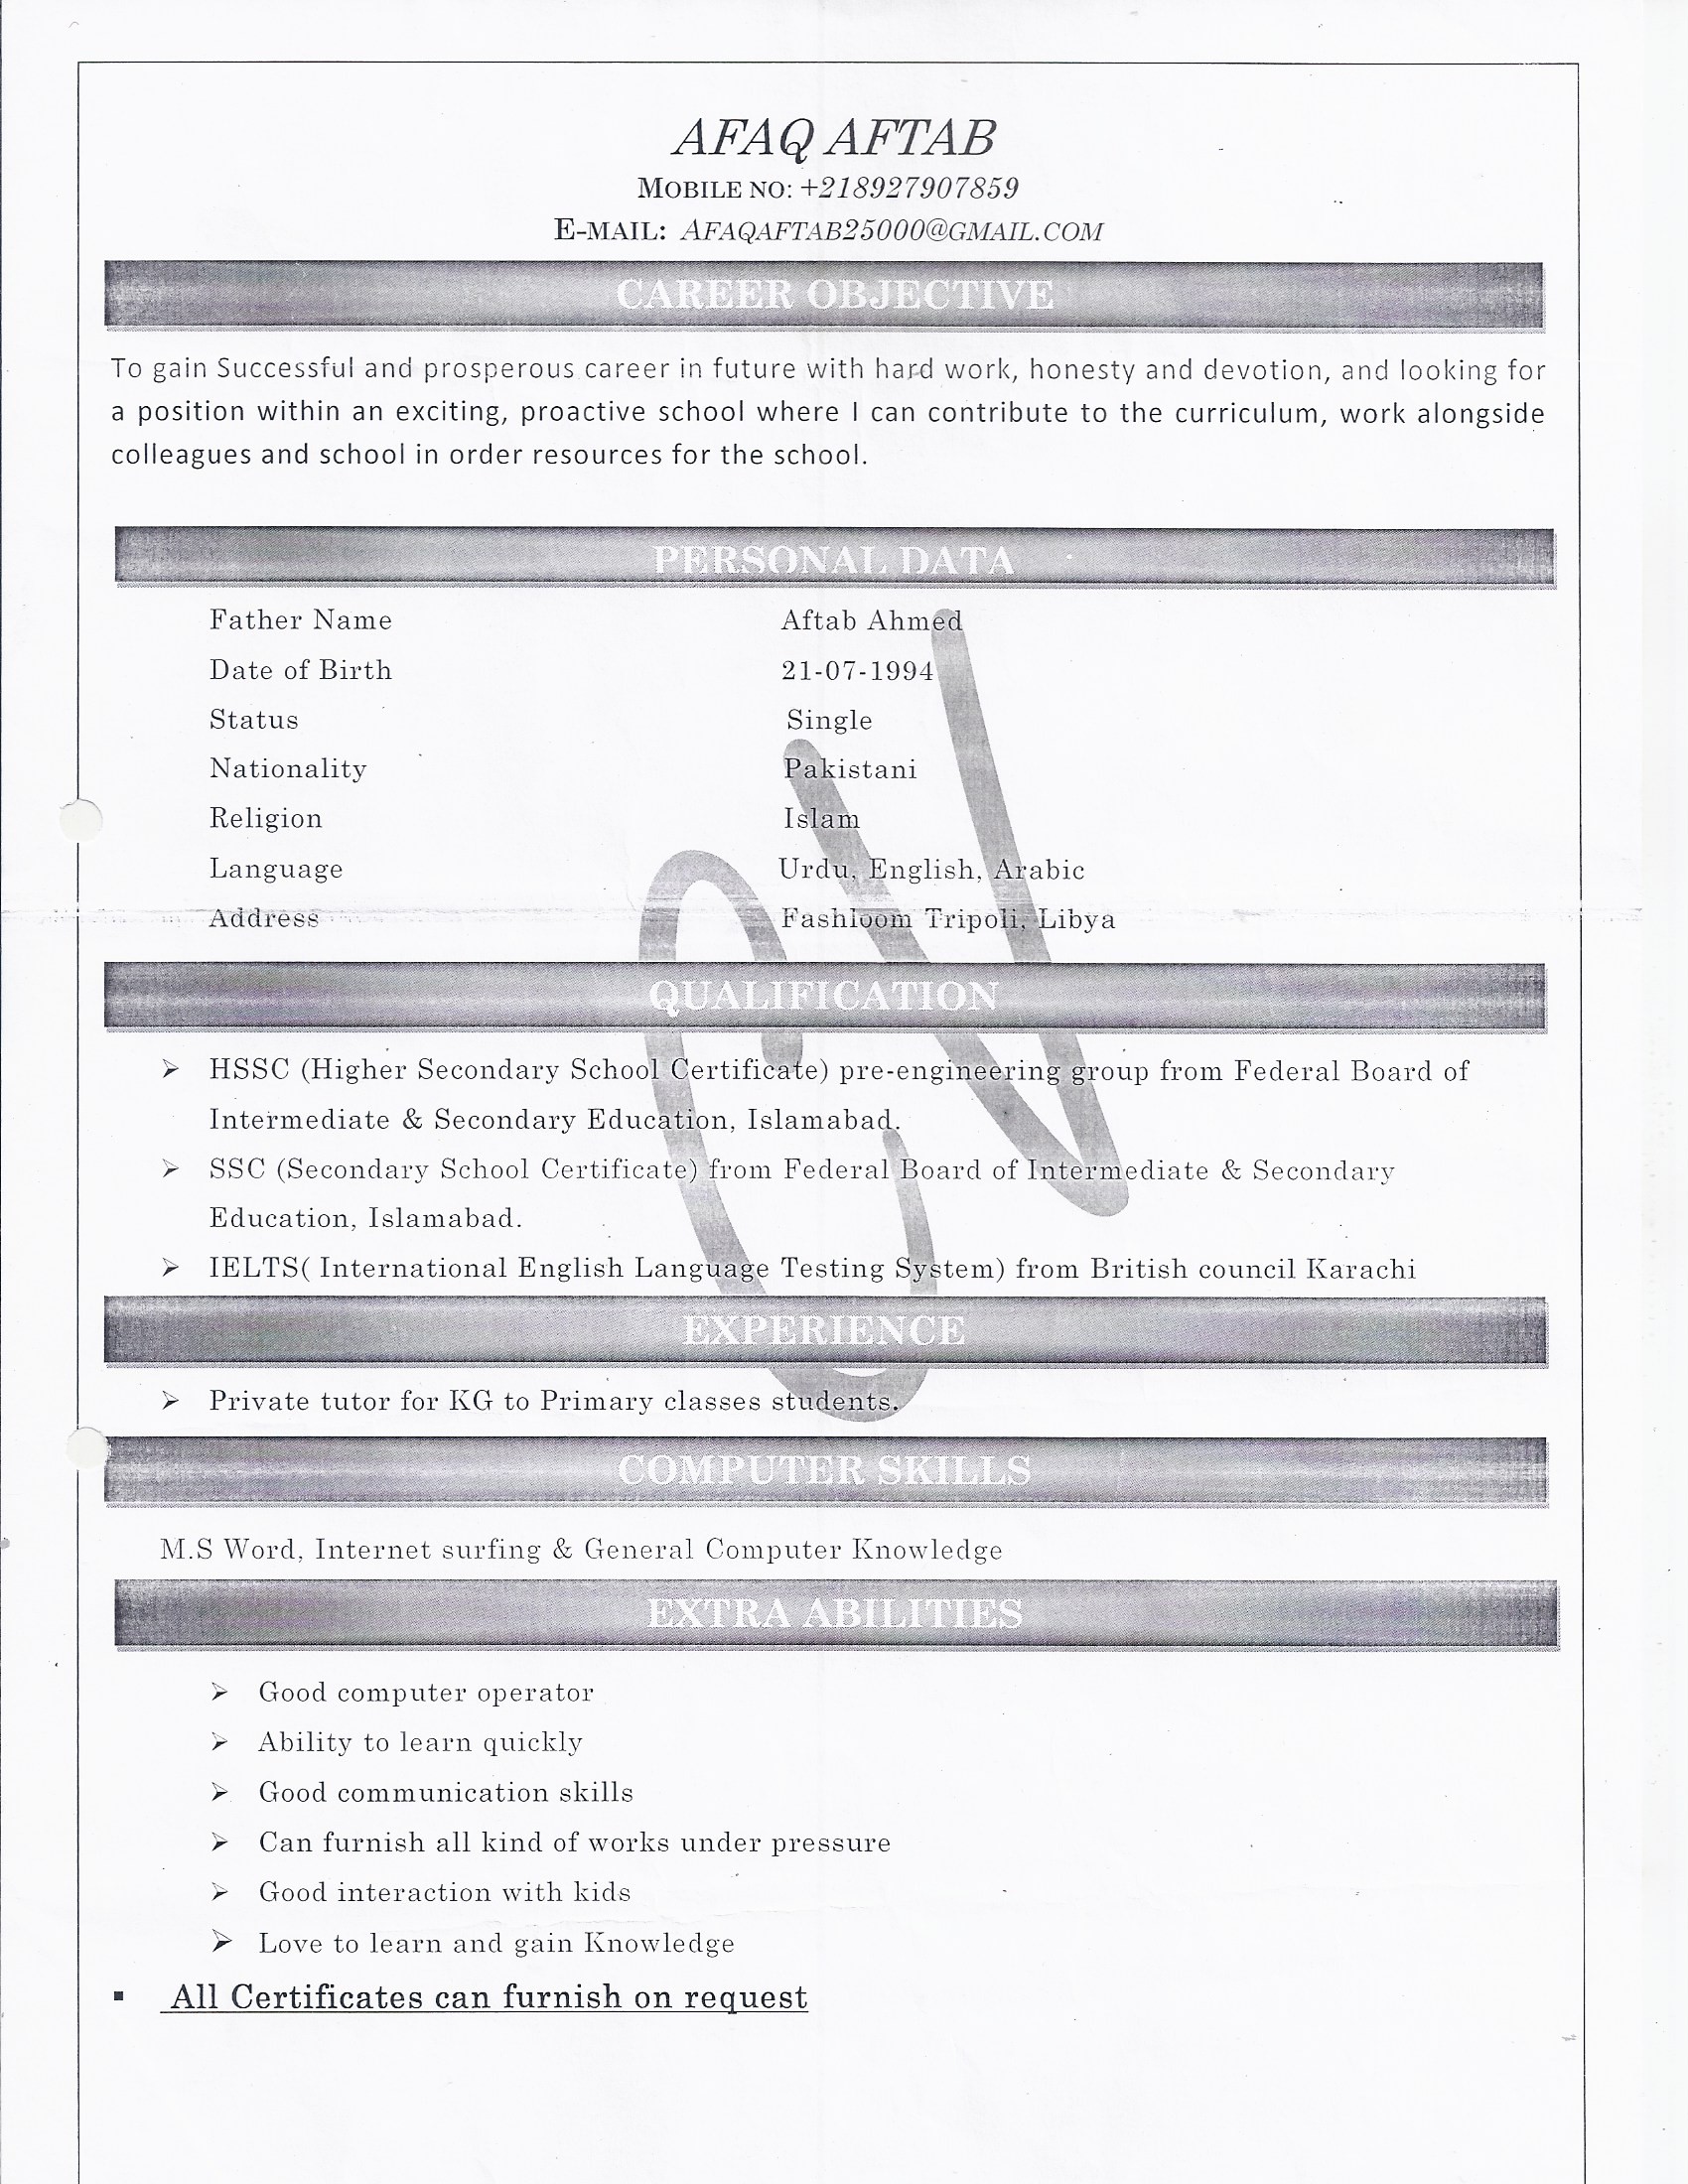 AFAQ AFTAB
MOBILE NO: +218927907859
E-MAIL: AFAQAFTAB25000@GMAIL.COM
CAREER OBJECTIVE
To gain Successful and prosperous career in future with hard work, honesty and devotion, and looking for
a position within an exciting, proactive school where I can contribute to the curriculum, work alongside
colleagues and school in order resources for the school.
PERSONAL DATA
Father Name Aftab Ahmed
Date of Birth 21-07-1994
Status Single
Nationality Pakistani
Religion Islam
Language Urdu, English, Arabic
Address Fashloom Tripoli, Libya
QUALIFICATION
➢ HSSC (Higher Secondary School Certificate) pre-engineering group from Federal Board of
Intermediate & Secondary Education, Islamabad.
➢ SSC (Secondary School Certificate) from Federal Board of Intermediate & Secondary
Education, Islamabad.
➢ IELTS( International English Language Testing System) from British council Karachi
EXPERIENCE
➢ Private tutor for KG to Primary classes students.
COMPUTER SKILLS
M.S Word, Internet surfing & General Computer Knowledge
EXTRA ABILITIES
➢ Good computer operator
➢ Ability to learn quickly
➢ Good communication skills
➢ Can furnish all kind of works under pressure
➢ Good interaction with kids
➢ Love to learn and gain Knowledge
▪ All Certificates can furnish on request
CV